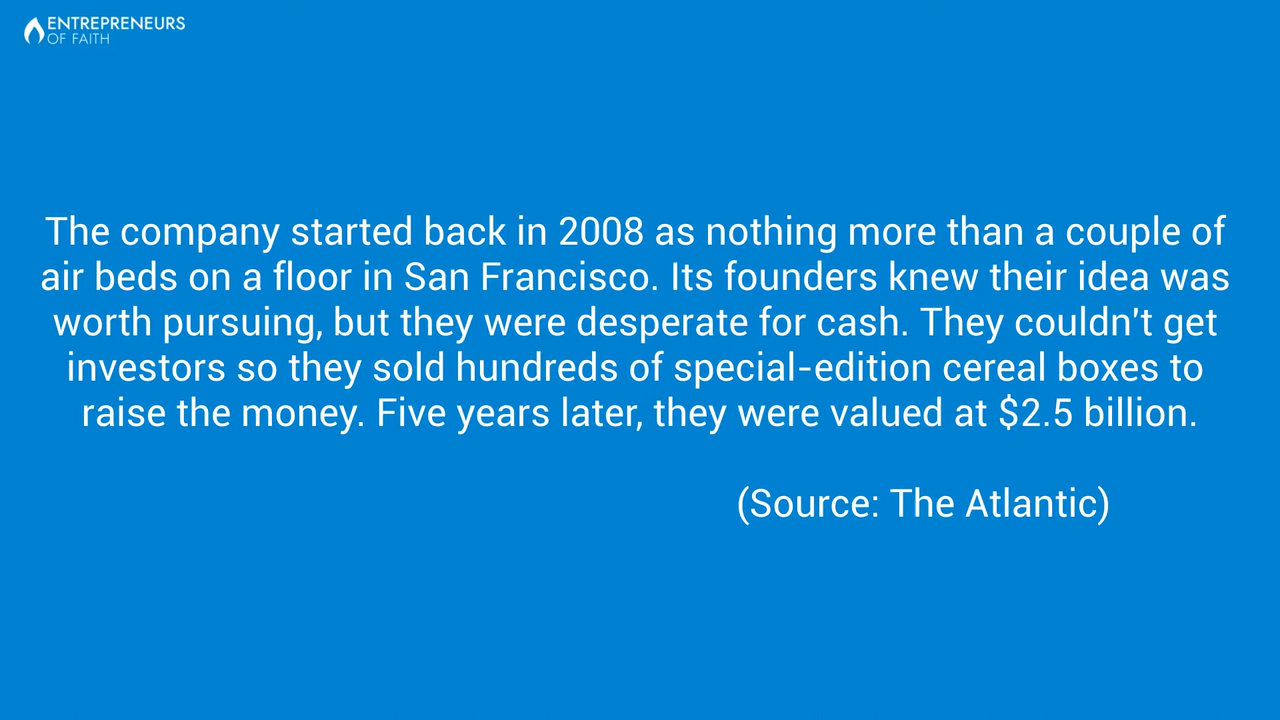 ENTREPRENEURS
OF FAITH
The company started back in 2008 as nothing more than a couple of
air beds on a floor in San Francisco. Its founders knew their idea was
worth pursuing, but they were desperate for cash. They couldn't get
investors so they sold hundreds of special-edition cereal boxes to
raise the money. Five years later, they were valued at $2.5 billion.
(Source: The Atlantic)